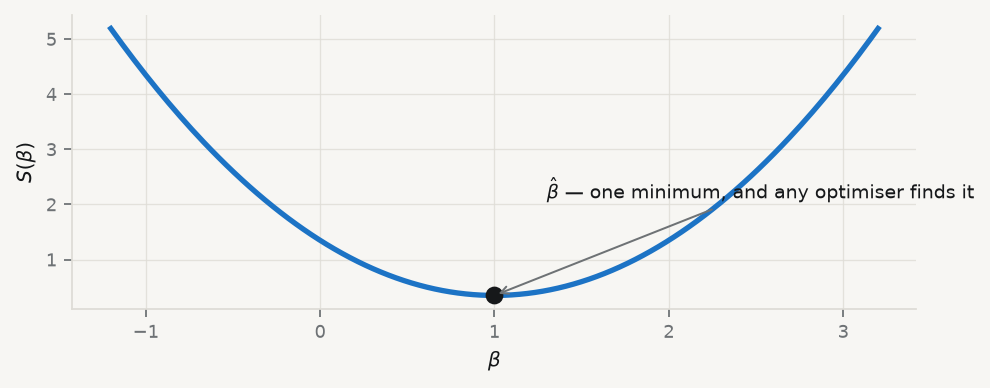 5
4
3
2
1
S(β)
β̂ — one minimum, and any optimiser finds it
−1 0 1 2 3
β